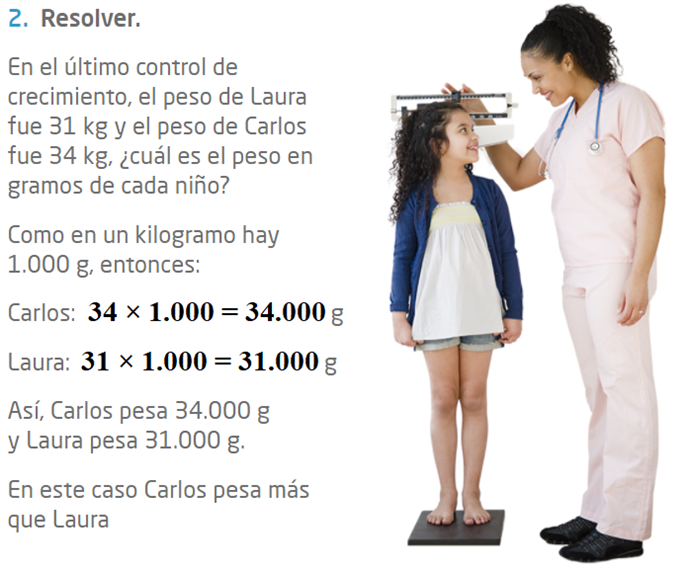 2. Resolver.
En el último control de
crecimiento, el peso de Laura
fue 31 kg y el peso de Carlos
fue 34 kg, ¿cuál es el peso en
gramos de cada niño?
Como en un kilogramo hay
1.000 g, entonces:
Carlos: 34 × 1.000 = 34.000 g
Laura: 31 × 1.000 = 31.000 g
Así, Carlos pesa 34.000 g
y Laura pesa 31.000 g.
En este caso Carlos pesa más
que Laura